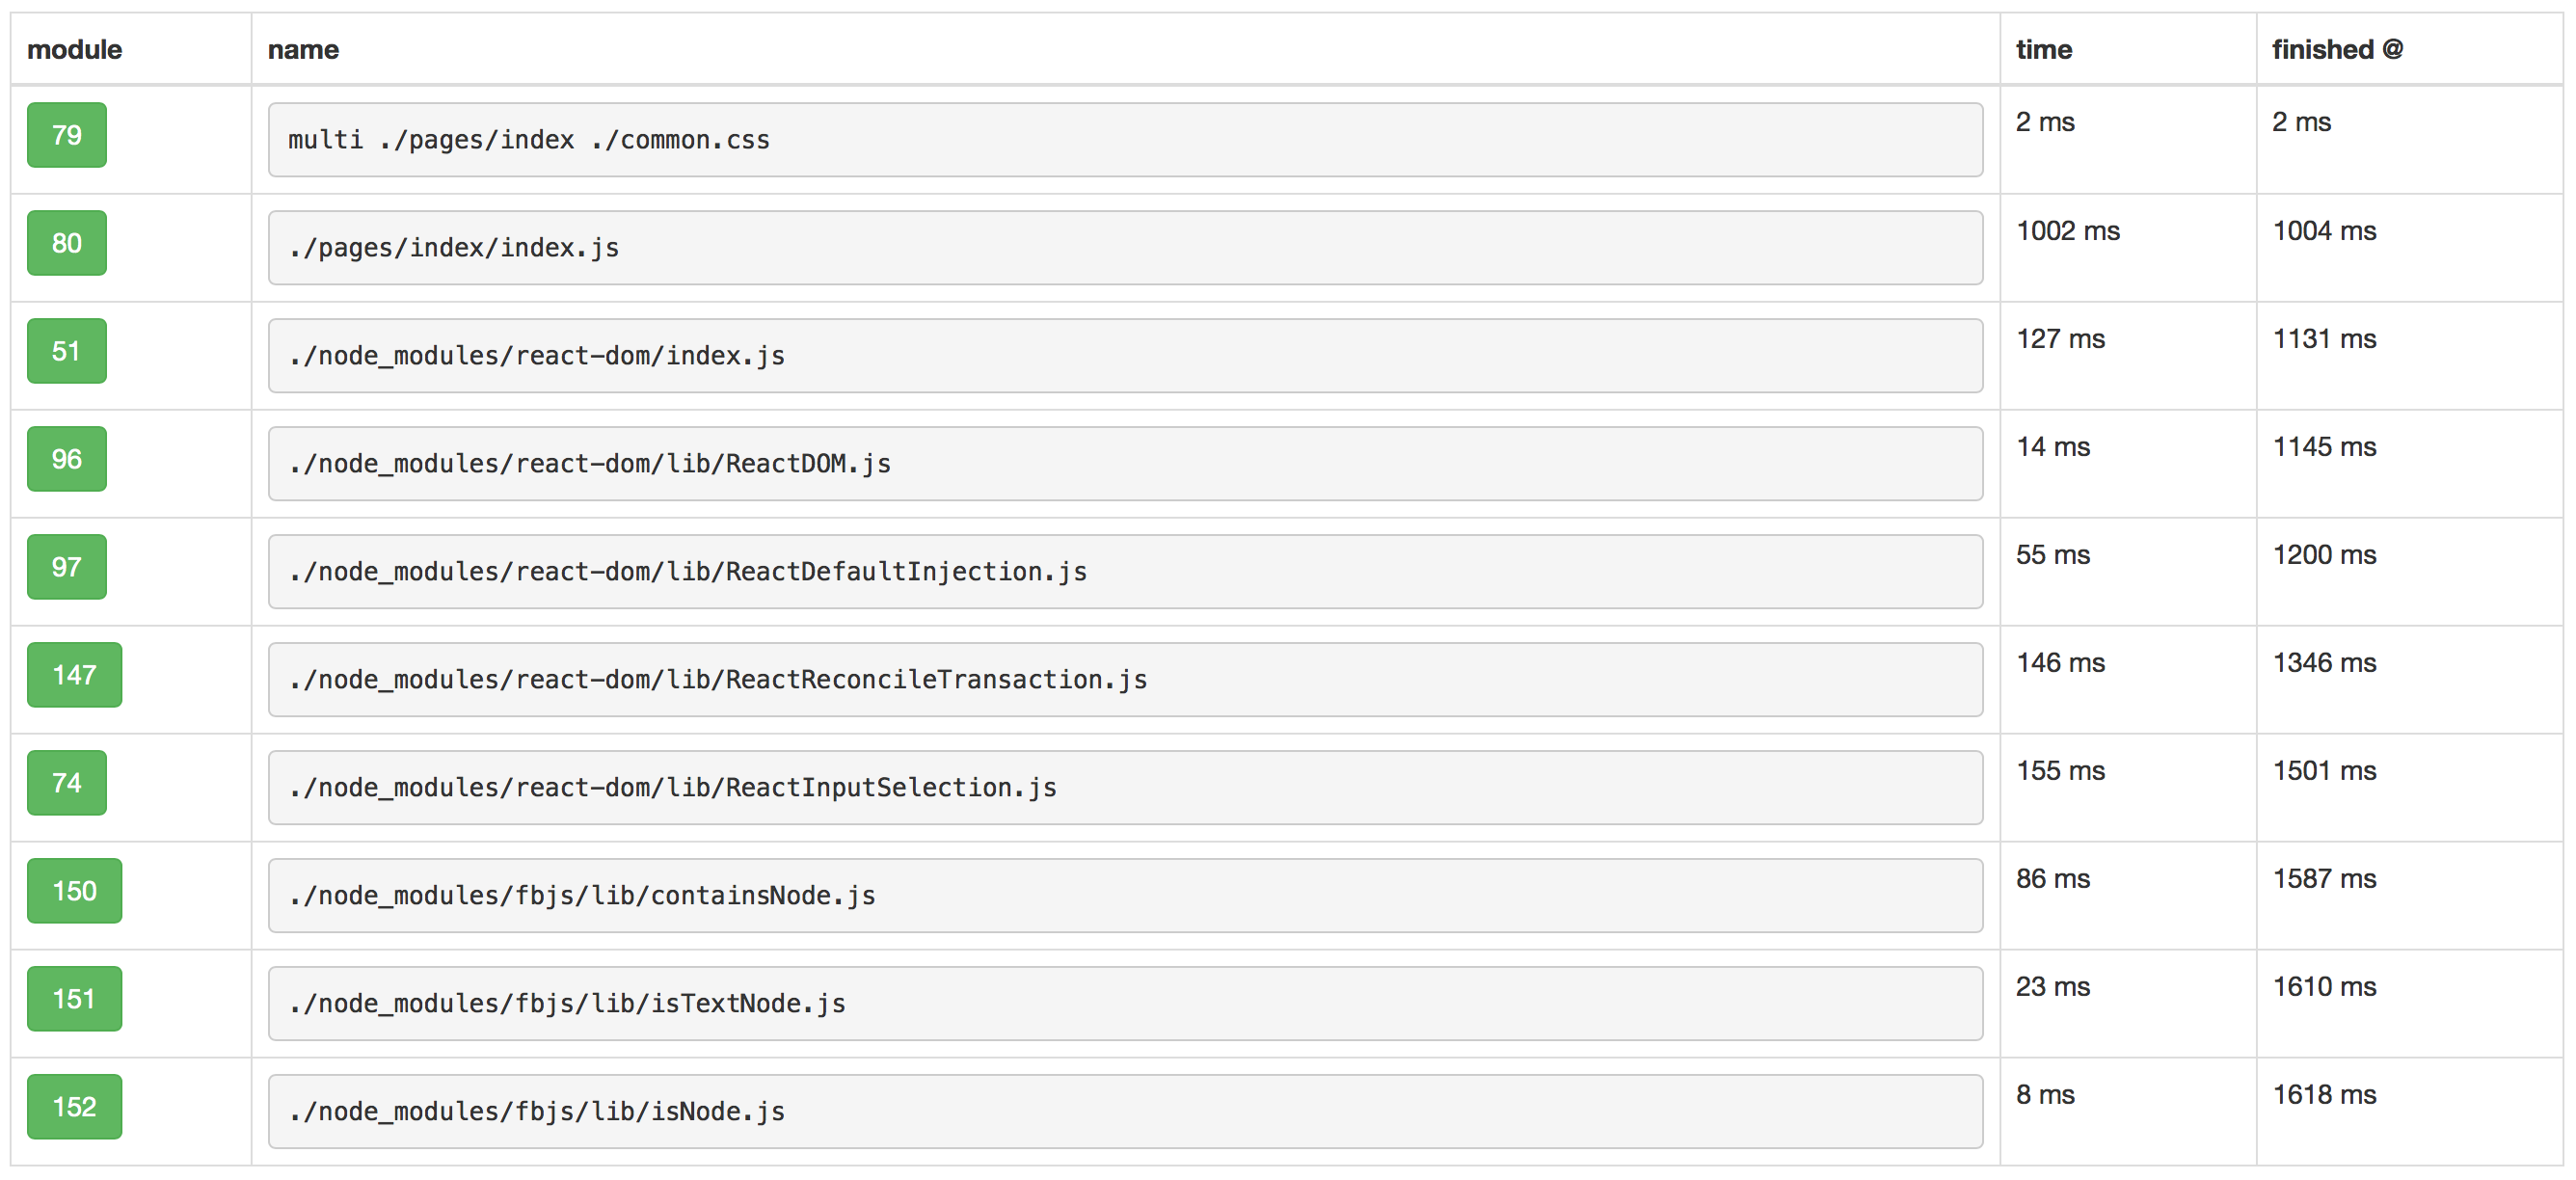 module name time finished @
79 multi ./pages/index ./common.css 2 ms 2 ms
80 ./pages/index/index.js 1002 ms 1004 ms
51 ./node_modules/react-dom/index.js 127 ms 1131 ms
96 ./node_modules/react-dom/lib/ReactDOM.js 14 ms 1145 ms
97 ./node_modules/react-dom/lib/ReactDefaultInjection.js 55 ms 1200 ms
147 ./node_modules/react-dom/lib/ReactReconcileTransaction.js 146 ms 1346 ms
74 ./node_modules/react-dom/lib/ReactInputSelection.js 155 ms 1501 ms
150 ./node_modules/fbjs/lib/containsNode.js 86 ms 1587 ms
151 ./node_modules/fbjs/lib/isTextNode.js 23 ms 1610 ms
152 ./node_modules/fbjs/lib/isNode.js 8 ms 1618 ms